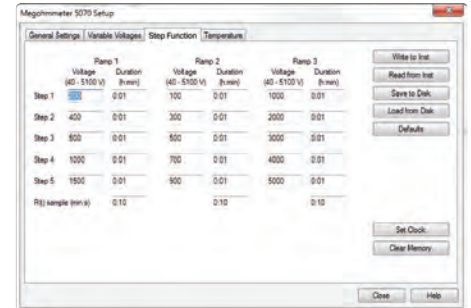 Megohmmeter 5070 Setup
General Settings Variable Voltages Step Function Temperature
Ramp 1 Ramp 2 Ramp 3
Voltage Duration Voltage Duration Voltage Duration
(40 - 5100 V) (h:min) (40 - 5100 V) (h:min) (40 - 5100 V) (h:min)
Step 1 0:01 100 0:01 1000 0:01
Step 2 400 0:01 300 0:01 2000 0:01
Step 3 0:01 500 0:01 3000 0:01
Step 4 1000 0:01 700 0:01 4000 0:01
Step 5 1500 0:01 900 0:01 5000 0:01
R(t) sample (min:s) 0:10 0:10 0:10
Write to Inst
Read from Inst
Save to Disk
Load from Disk
Defaults
Set Clock
Clear Memory
Close Help